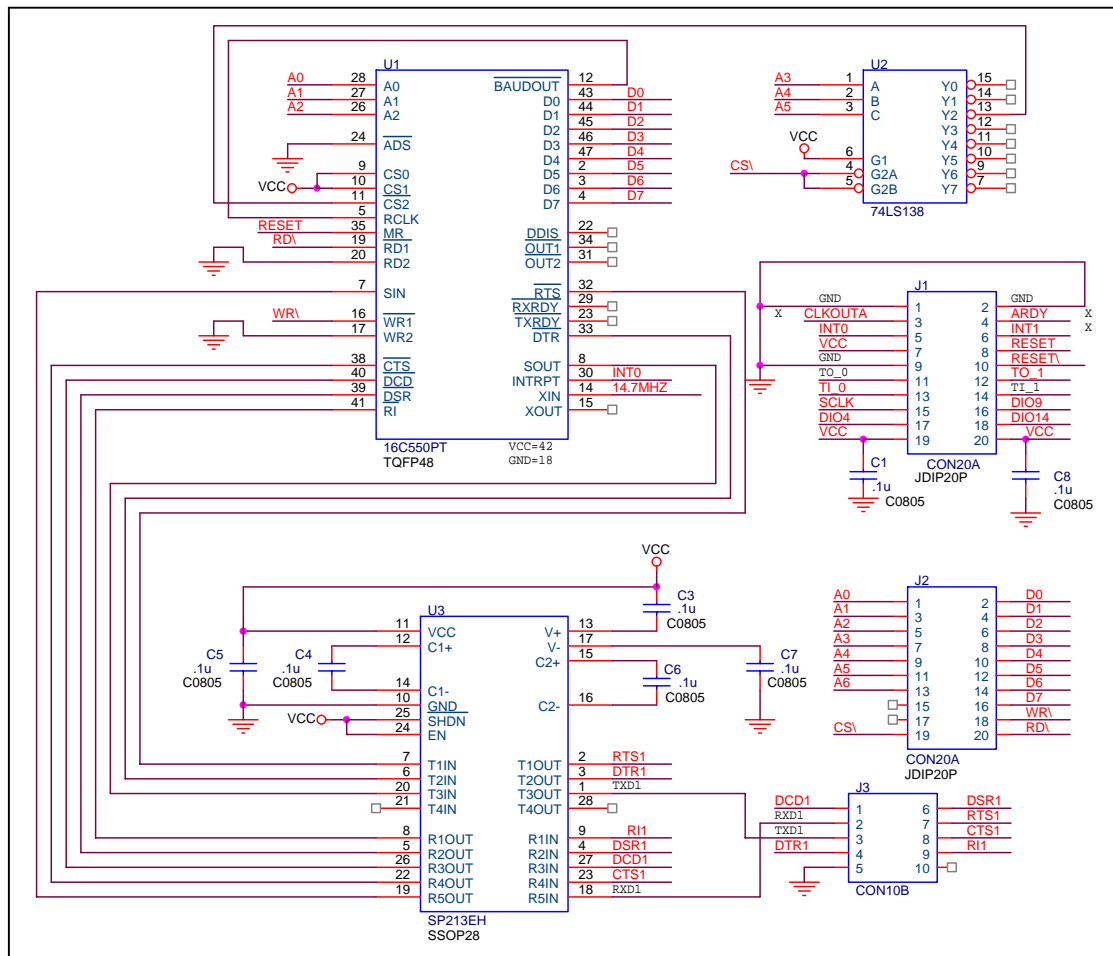 U1
A0 28 A0
A1 27 A1
A2 26 A2
24 ADS
9 CS0
VCC 10 CS1
11 CS2
5 RCLK
RESET 35 MR
RD\ 19 RD1
20 RD2
7 SIN
WR\ 16 WR1
17 WR2
38 CTS
40 DCD
39 DSR
41 RI
BAUDOUT 12
D0 43 D0
D1 44 D1
D2 45 D2
D3 46 D3
D4 47 D4
D5 2 D5
D6 3 D6
D7 4 D7
DDIS 22
OUT1 34
OUT2 31
RTS 32
RXRDY 29
TXRDY 23
DTR 33
SOUT 8
INTRPT 30 INT0
XIN 14 14.7MHZ
XOUT 15
16C550PT
TQFP48
VCC=42
GND=18
U2
A3 1 A
A4 2 B
A5 3 C
VCC
6 G1
CS\ 4 G2A
5 G2B
Y0 15
Y1 14
Y2 13
Y3 12
Y4 11
Y5 10
Y6 9
Y7 7
74LS138
J1
GND 1 2 GND
X CLKOUTA 3 4 ARDY X
INT0 5 6 INT1 X
VCC 7 8 RESET
GND 9 10 RESET\
TO_0 11 12 TO_1
TI_0 13 14 TI_1
SCLK 15 16 DIO9
DIO4 17 18 DIO14
VCC 19 20 VCC
CON20A
JDIP20P
C1
.1u
C0805
C8
.1u
C0805
VCC
C3
.1u
C0805
U3
11 VCC
12 C1+
14 C1-
10 GND
VCC 25 SHDN
24 EN
7 T1IN
6 T2IN
20 T3IN
21 T4IN
8 R1OUT
5 R2OUT
26 R3OUT
22 R4OUT
19 R5OUT
V+ 13
V- 17
C2+ 15
C2- 16
T1OUT 2 RTS1
T2OUT 3 DTR1
T3OUT 1 TXD1
T4OUT 28
R1IN 9 RI1
R2IN 4 DSR1
R3IN 27 DCD1
R4IN 23 CTS1
R5IN 18 RXD1
SP213EH
SSOP28
C5
.1u
C0805
C4
.1u
C0805
C6
.1u
C0805
C7
.1u
C0805
J2
A0 1 2 D0
A1 3 4 D1
A2 5 6 D2
A3 7 8 D3
A4 9 10 D4
A5 11 12 D5
A6 13 14 D6
15 16 D7
17 18 WR\
CS\ 19 20 RD\
CON20A
JDIP20P
J3
DCD1 1 6 DSR1
RXD1 2 7 RTS1
TXD1 3 8 CTS1
DTR1 4 9 RI1
5 10
CON10B